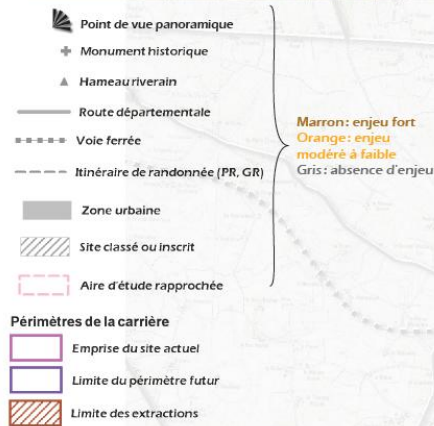 Point de vue panoramique
Monument historique
Hameau riverain
Route départementale
Voie ferrée
Itinéraire de randonnée (PR, GR)
Zone urbaine
Site classé ou inscrit
Aire d'étude rapprochée
Marron : enjeu fort
Orange : enjeu
modéré à faible
Gris : absence d'enjeu
Périmètres de la carrière
Emprise du site actuel
Limite du périmètre futur
Limite des extractions